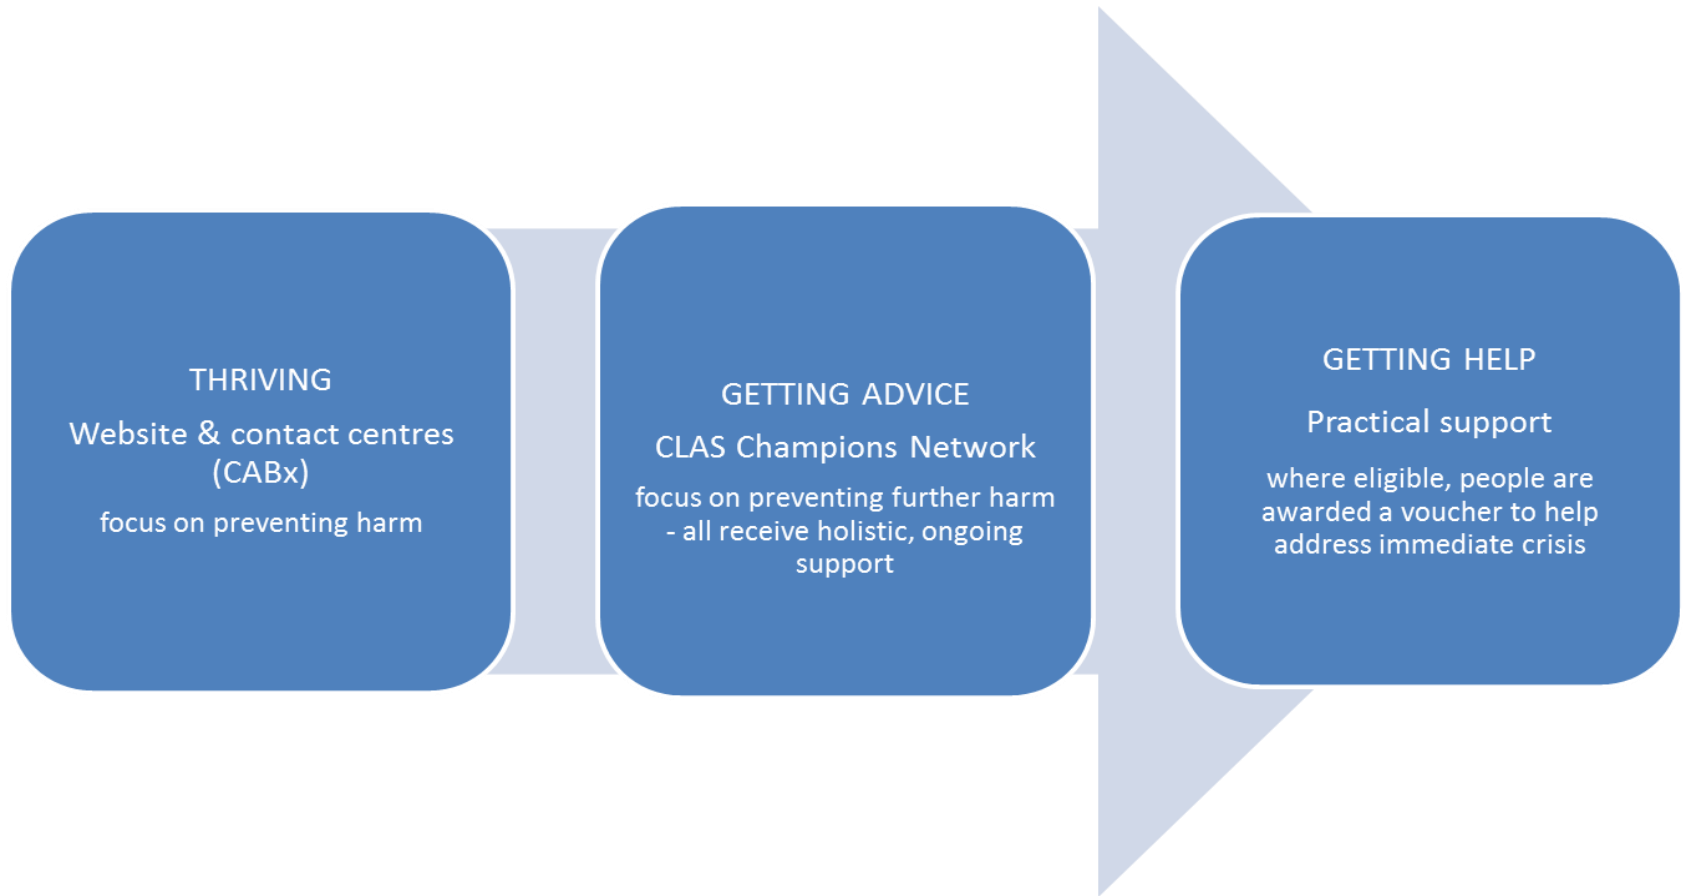 THRIVING
Website & contact centres
(CABx)
focus on preventing harm
GETTING ADVICE
CLAS Champions Network
focus on preventing further harm
- all receive holistic, ongoing
support
GETTING HELP
Practical support
where eligible, people are
awarded a voucher to help
address immediate crisis